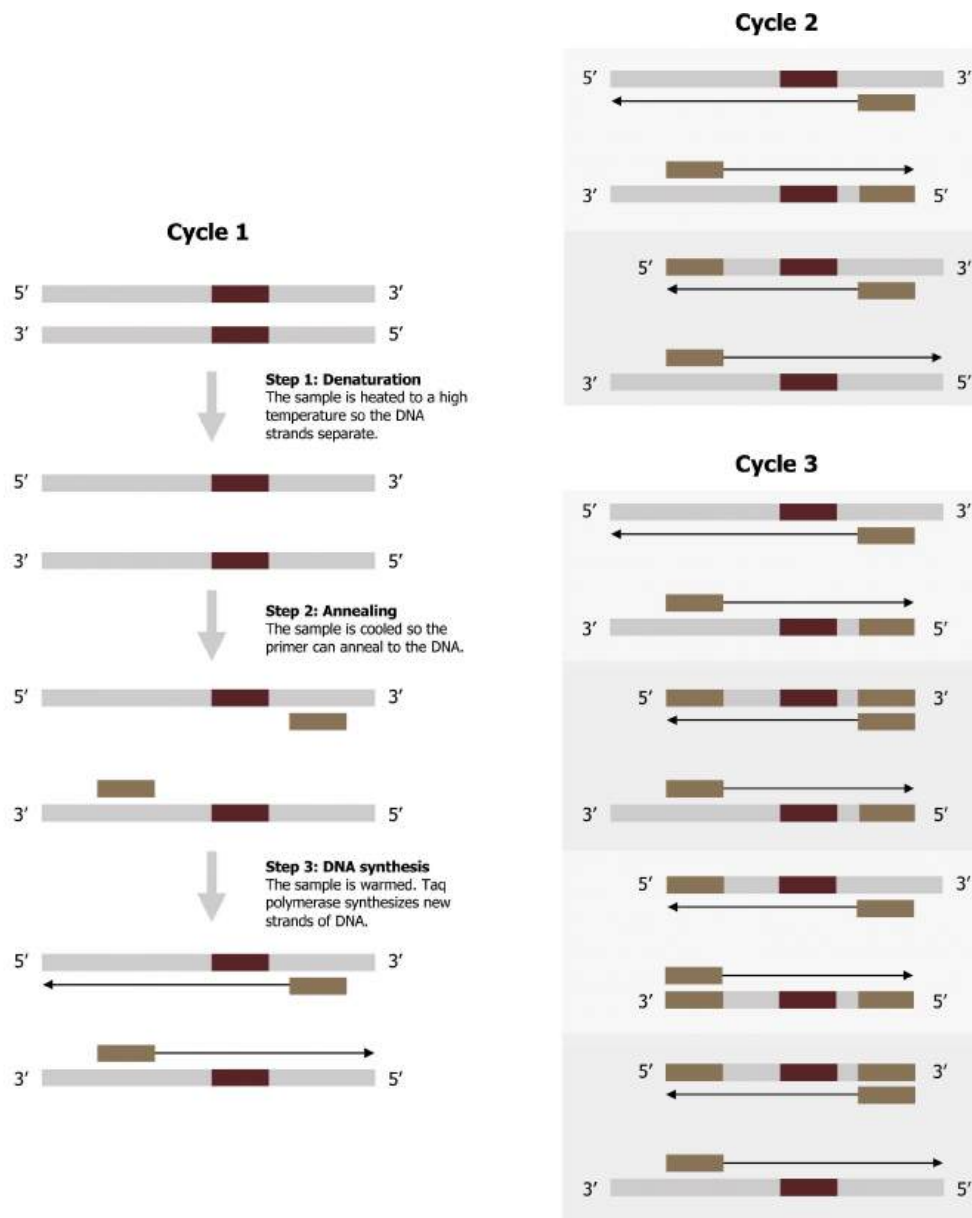 Cycle 1
5′ 3′
3′ 5′
Step 1: Denaturation
The sample is heated to a high
temperature so the DNA
strands separate.
5′ 3′
3′ 5′
Step 2: Annealing
The sample is cooled so the
primer can anneal to the DNA.
5′ 3′
3′ 5′
Step 3: DNA synthesis
The sample is warmed. Taq
polymerase synthesizes new
strands of DNA.
5′ 3′
3′ 5′
Cycle 2
5′ 3′
3′ 5′
5′ 3′
3′ 5′
Cycle 3
5′ 3′
3′ 5′
5′ 3′
3′ 5′
5′ 3′
3′ 5′
5′ 3′
3′ 5′